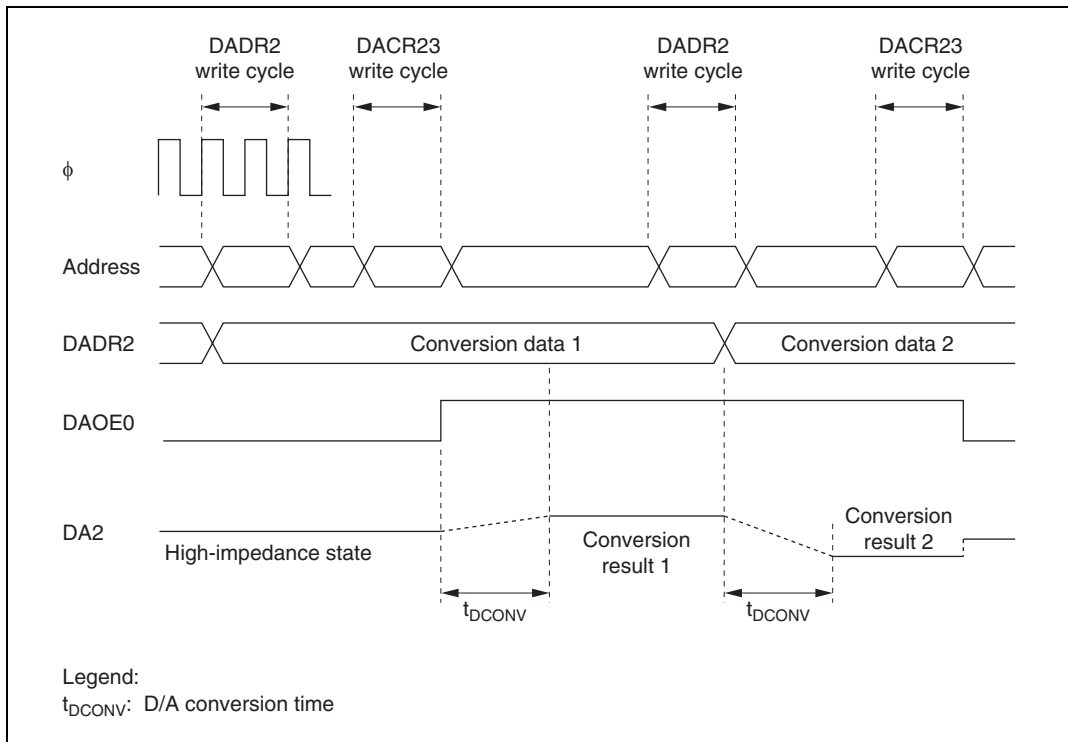 DADR2
write cycle
DACR23
write cycle
DADR2
write cycle
DACR23
write cycle
ϕ
Address
DADR2
Conversion data 1
Conversion data 2
DAOE0
DA2
High-impedance state
Conversion
result 1
Conversion
result 2
tDCONV
tDCONV
Legend:
tDCONV: D/A conversion time